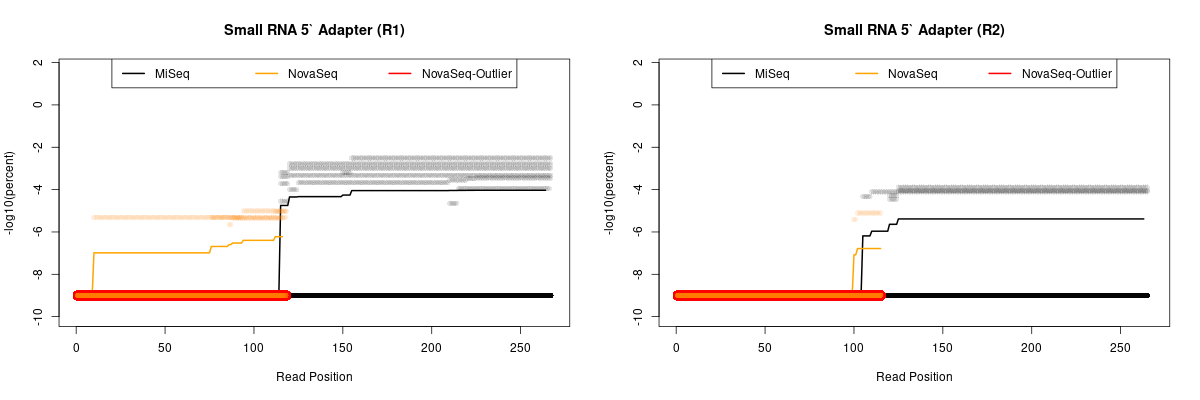 Small RNA 5` Adapter (R1)
MiSeq NovaSeq NovaSeq-Outlier
-log10(percent)
2
0
-2
-4
-6
-8
-10
0 50 100 150 200 250
Read Position
Small RNA 5` Adapter (R2)
MiSeq NovaSeq NovaSeq-Outlier
-log10(percent)
2
0
-2
-4
-6
-8
-10
0 50 100 150 200 250
Read Position